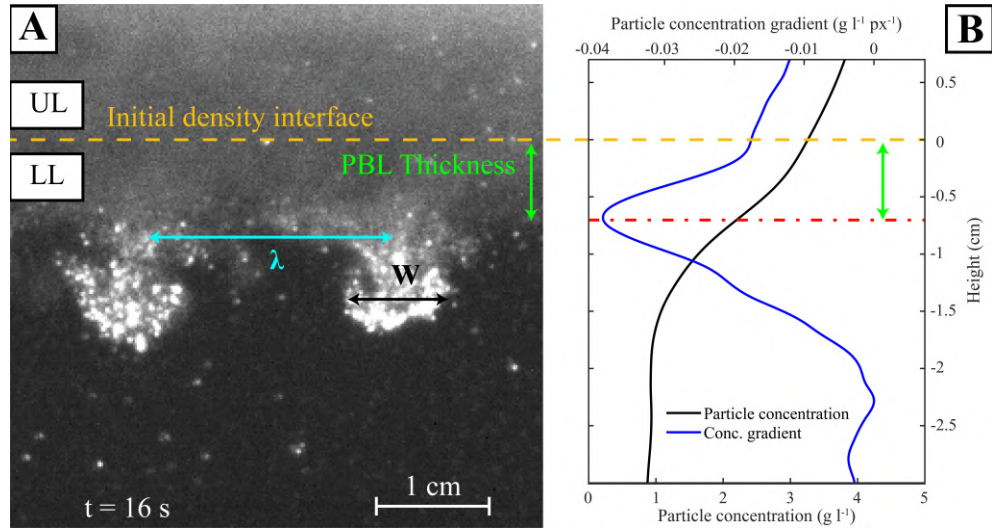 A
UL
Initial density interface
LL
PBL Thickness
λ
W
t = 16 s
1 cm
Particle concentration gradient (g l⁻¹ px⁻¹)
B
-0.04 -0.03 -0.02 -0.01 0
0.5
0
-0.5
-1
-1.5
-2
-2.5
Height (cm)
Particle concentration
Conc. gradient
0 1 2 3 4 5
Particle concentration (g l⁻¹)